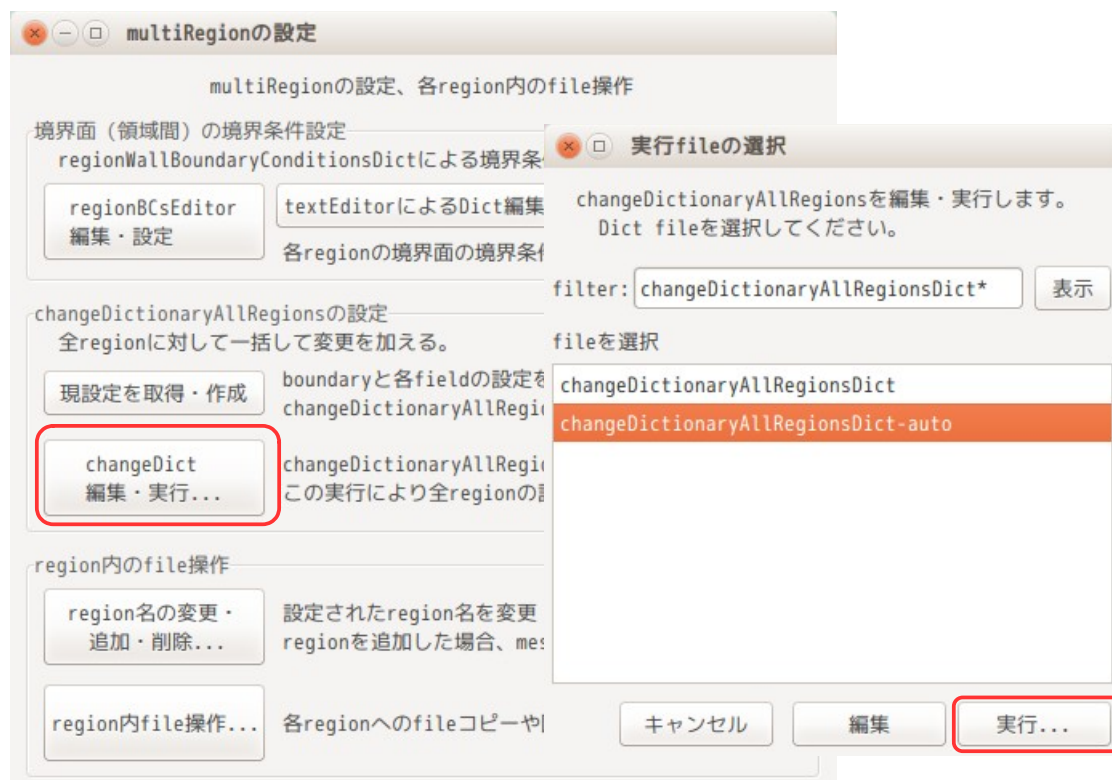 multiRegionの設定
multiRegionの設定、各region内のfile操作
境界面（領域間）の境界条件設定
regionWallBoundaryConditionsDictによる境界条
regionBCsEditor
編集・設定
textEditorによるDict編集
各regionの境界面の境界条
changeDictionaryAllRegionsの設定
全regionに対して一括して変更を加える。
現設定を取得・作成
boundaryと各fieldの設定を
changeDictionaryAllRegi
changeDict
編集・実行...
changeDictionaryAllRegi
この実行により全regionの
region内のfile操作
region名の変更・
追加・削除...
設定されたregion名を変更
regionを追加した場合、mes
region内file操作...
各regionへのfileコピーや
実行fileの選択
changeDictionaryAllRegionsを編集・実行します。
Dict fileを選択してください。
filter: changeDictionaryAllRegionsDict* 表示
fileを選択
changeDictionaryAllRegionsDict
changeDictionaryAllRegionsDict-auto
キャンセル 編集 実行...